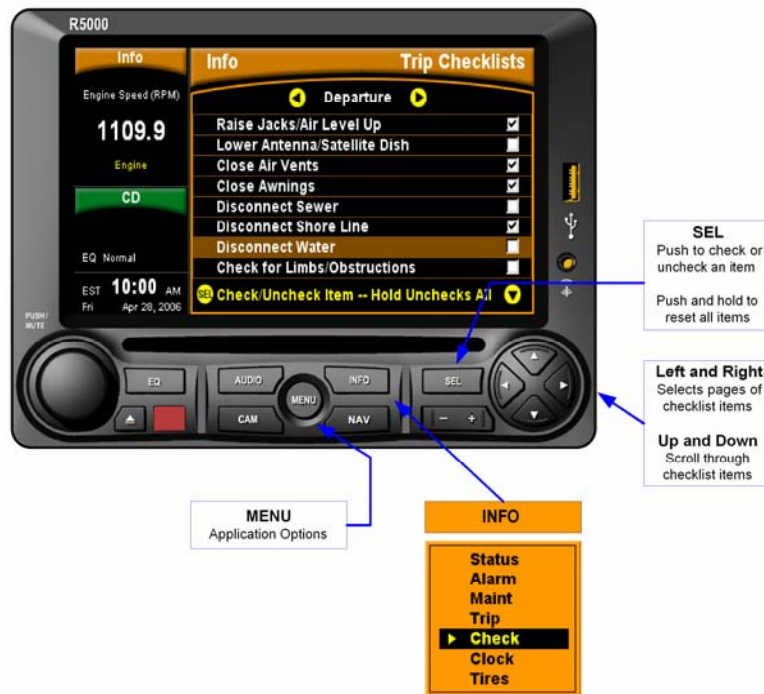 R5000
Info
Engine Speed (RPM)
1109.9
Engine
CD
EQ Normal
EST 10:00 AM
Fri Apr 28, 2006
Info Trip Checklists
Departure
Raise Jacks/Air Level Up
Lower Antenna/Satellite Dish
Close Air Vents
Close Awnings
Disconnect Sewer
Disconnect Shore Line
Disconnect Water
Check for Limbs/Obstructions
SEL Check/Uncheck Item -- Hold Unchecks All
PUSH/
MUTE
EQ
AUDIO
INFO
MENU
CAM
NAV
SEL
- +
SEL
Push to check or
uncheck an item
Push and hold to
reset all items
Left and Right
Selects pages of
checklist items
Up and Down
Scroll through
checklist items
MENU
Application Options
INFO
Status
Alarm
Maint
Trip
Check
Clock
Tires